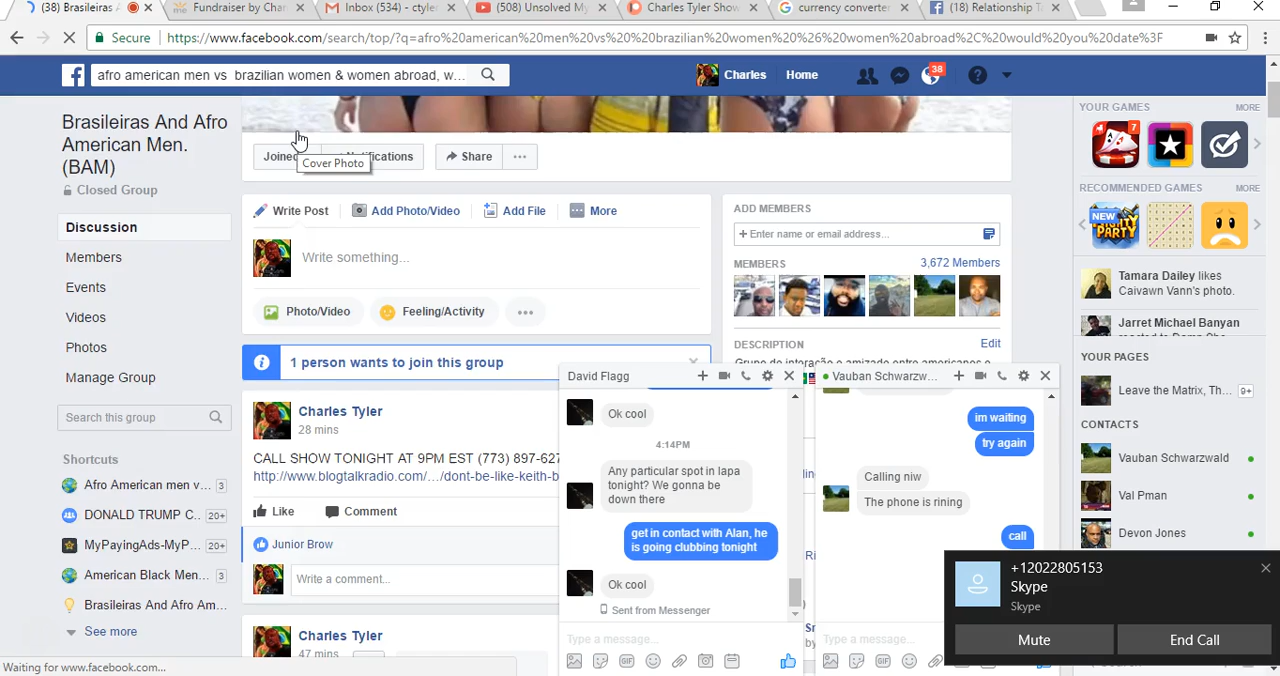 (38) Brasileiras A
Fundraiser by Char
Inbox (534) - ctyler
(508) Unsolved My
Charles Tyler Show
currency converter
(18) Relationship T
Secure
https://www.facebook.com/search/top/?q=afro%20american%20men%20vs%20%20brazilian%20women%20%26%20women%20abroad%2C%20would%20you%20date%3F
afro american men vs  brazilian women & women abroad, w...
Charles
Home
38
Brasileiras And Afro
American Men.
(BAM)
Closed Group
Discussion
Members
Events
Videos
Photos
Manage Group
Search this group
Shortcuts
Afro American men v... 3
DONALD TRUMP C... 20+
MyPayingAds-MyP... 20+
American Black Men... 3
Brasileiras And Afro Am...
See more
Waiting for www.facebook.com...
Joined
Notifications
Share
Cover Photo
Write Post
Add Photo/Video
Add File
More
Write something...
Photo/Video
Feeling/Activity
1 person wants to join this group
Charles Tyler
28 mins
CALL SHOW TONIGHT AT 9PM EST (773) 897-627
http://www.blogtalkradio.com/.../dont-be-like-keith-b
Like
Comment
Junior Brow
Write a comment...
Charles Tyler
47 mins
ADD MEMBERS
+ Enter name or email address...
MEMBERS
3,672 Members
DESCRIPTION
Edit
Grupo de interação e amizade entre americanos e
David Flagg
Ok cool
4:14PM
Any particular spot in lapa
tonight? We gonna be
down there
get in contact with Alan, he
is going clubbing tonight
Ok cool
Sent from Messenger
Type a message...
GIF
Vauban Schwarzw...
im waiting
try again
Calling niw
The phone is rining
call
Type a message...
GIF
YOUR GAMES
MORE
7
RECOMMENDED GAMES
MORE
NEW
MIGHTY
PARTY
Tamara Dailey likes
Caivawn Vann's photo.
Jarret Michael Banyan
YOUR PAGES
Leave the Matrix, Th... 9+
CONTACTS
Vauban Schwarzwald
Val Pman
Devon Jones
+12022805153
Skype
Skype
Mute
End Call